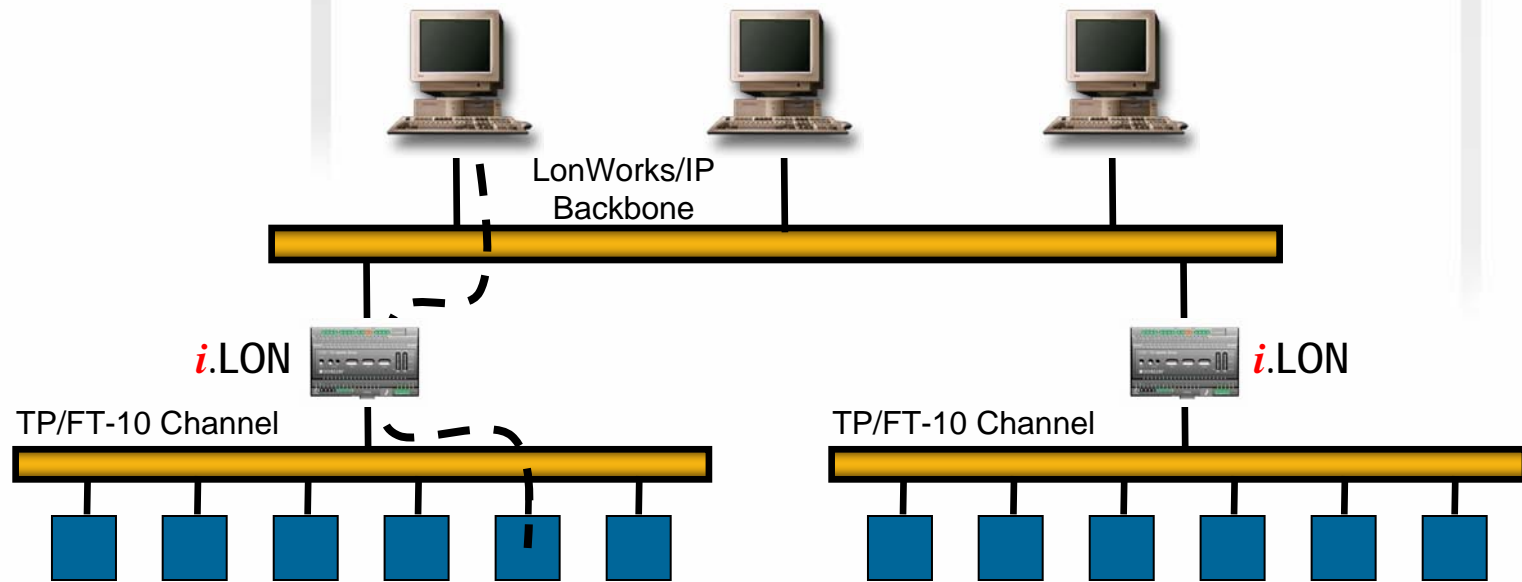 LonWorks/IP
Backbone
i.LON
i.LON
TP/FT-10 Channel
TP/FT-10 Channel